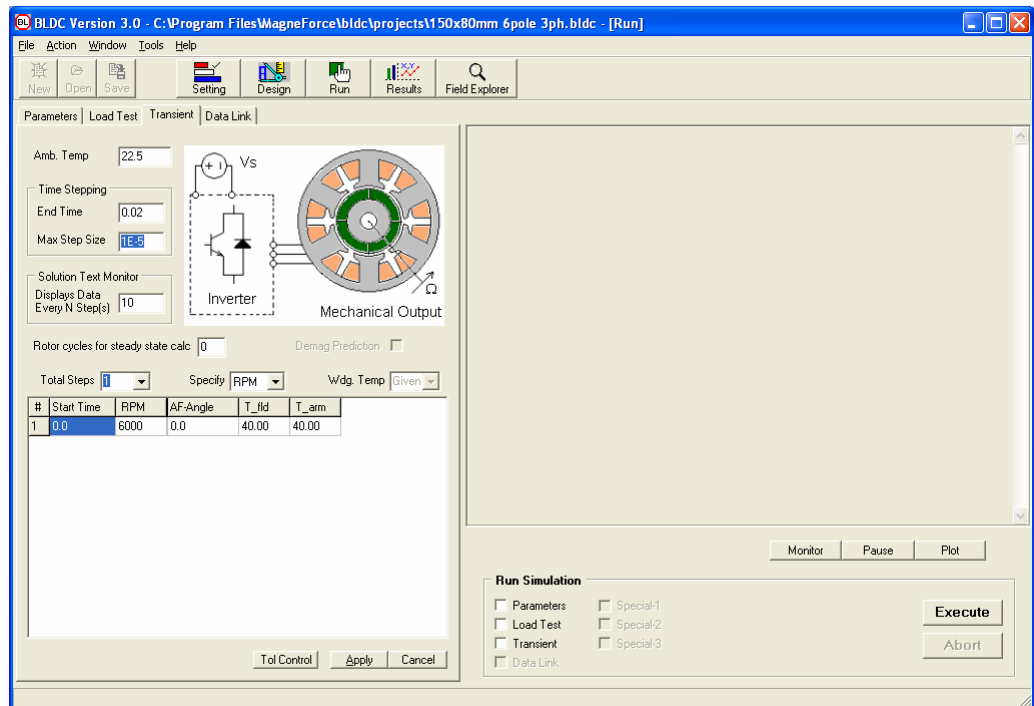 BLDC Version 3.0 - C:\Program Files\MagneForce\bldc\projects\150x80mm 6pole 3ph.bldc - [Run]
File Action Window Tools Help
New Open Save Setting Design Run Results Field Explorer
Parameters Load Test Transient Data Link
Amb. Temp 22.5
Time Stepping
End Time 0.02
Max Step Size 1E-5
Solution Text Monitor
Displays Data
Every N Step(s) 10
Vs
Inverter
Ω
Mechanical Output
Rotor cycles for steady state calc 0 Demag Prediction
Total Steps 1 Specify RPM Wdg. Temp Given
# Start Time RPM AF-Angle T_fld T_arm
1 0.0 6000 0.0 40.00 40.00
Tol Control Apply Cancel
Monitor Pause Plot
Run Simulation
Parameters Special-1
Load Test Special-2
Transient Special-3
Data Link
Execute
Abort